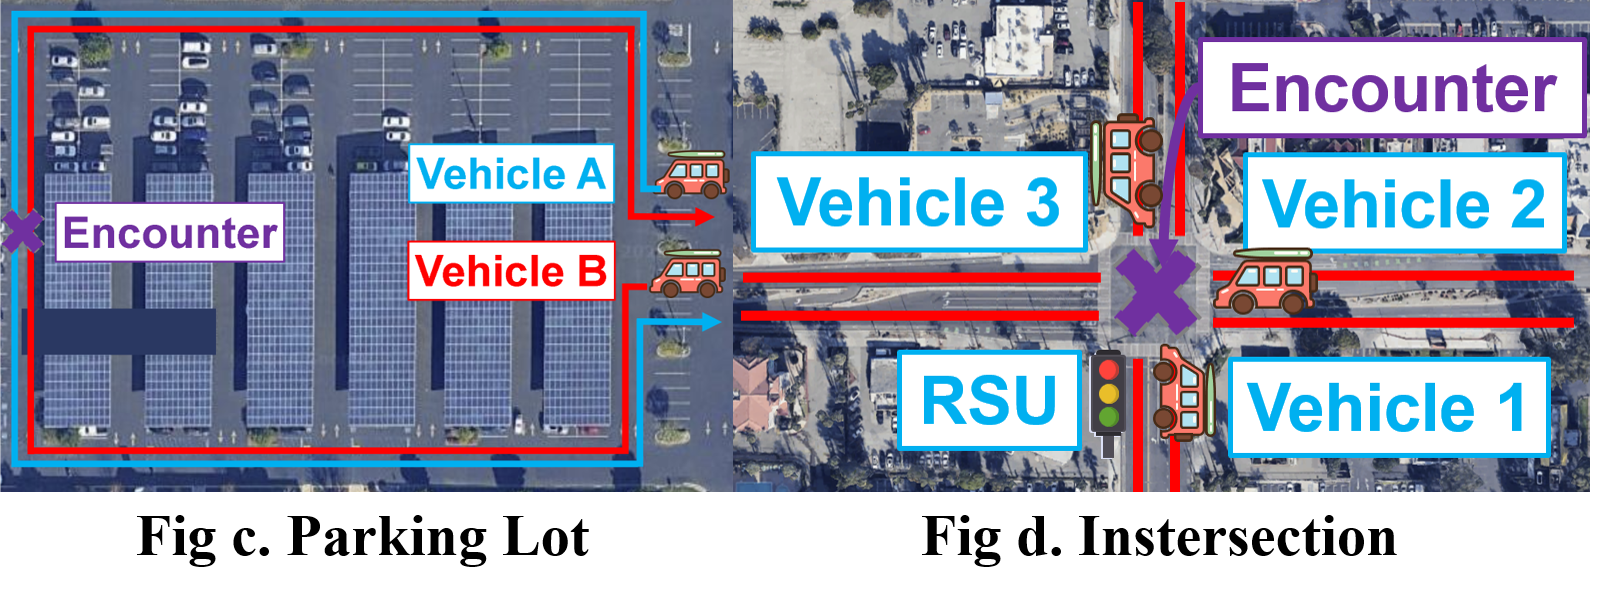 Vehicle A
Encounter
Vehicle B
Fig c. Parking Lot
Encounter
Vehicle 3
Vehicle 2
RSU
Vehicle 1
Fig d. Instersection